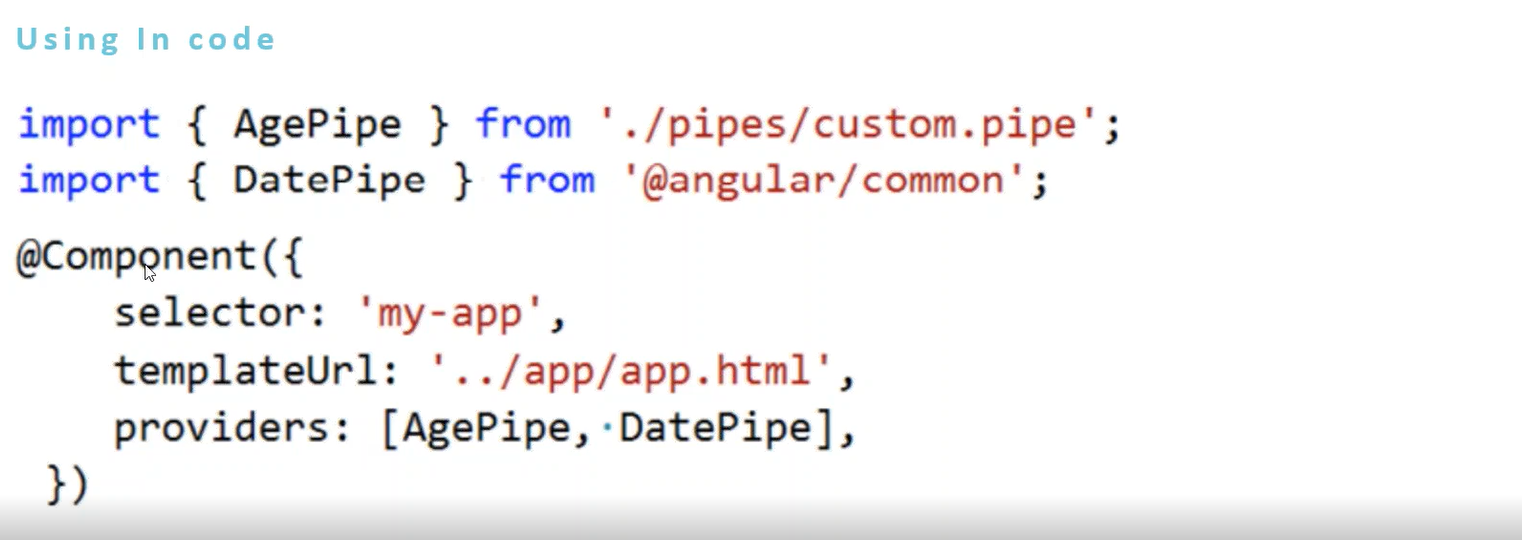 Using In code
import { AgePipe } from './pipes/custom.pipe';
import { DatePipe } from '@angular/common';
@Component({
selector: 'my-app',
templateUrl: '../app/app.html',
providers: [AgePipe, DatePipe],
})